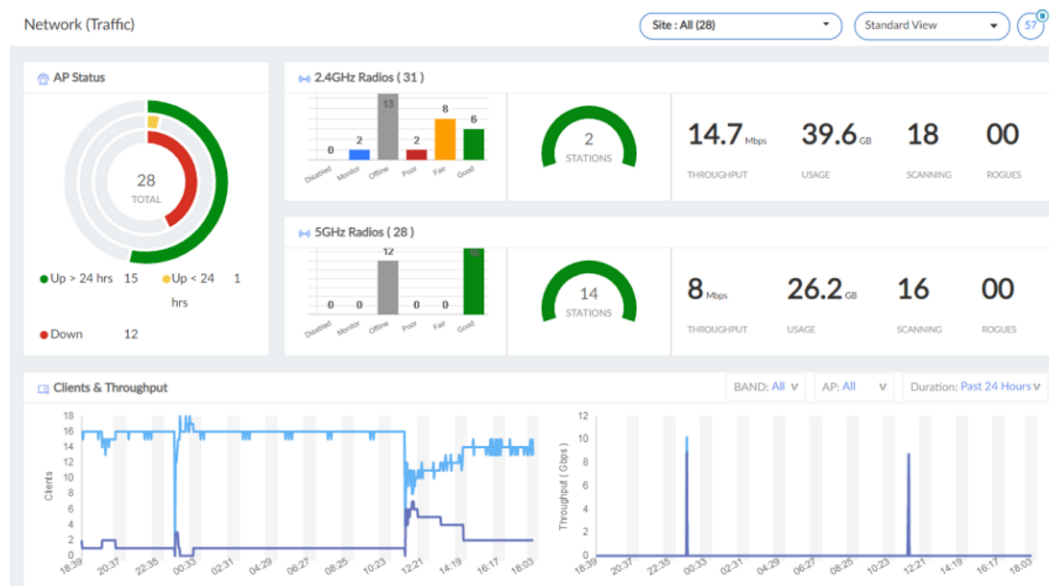 Network (Traffic)
Site : All (28)
Standard View
57
AP Status
28
TOTAL
Up > 24 hrs 15
Up < 24 hrs 1
Down 12
2.4GHz Radios ( 31 )
0 2 13 2 8 6
Disabled Monitor Offline Poor Fair Good
2
STATIONS
14.7 Mbps
THROUGHPUT
39.6 GB
USAGE
18
SCANNING
00
ROGUES
5GHz Radios ( 28 )
0 0 12 0 0
Disabled Monitor Offline Poor Fair Good
14
STATIONS
8 Mbps
THROUGHPUT
26.2 GB
USAGE
16
SCANNING
00
ROGUES
Clients & Throughput
BAND: All
AP: All
Duration: Past 24 Hours
Clients
18
16
14
12
10
8
6
4
2
0
18:39 20:37 22:35 00:33 02:31 04:29 06:27 08:25 10:23 12:21 14:19 16:17 18:03
Throughput ( Gbps )
12
10
8
6
4
2
0
18:39 20:37 22:35 00:33 02:31 04:29 06:27 08:25 10:23 12:21 14:19 16:17 18:03